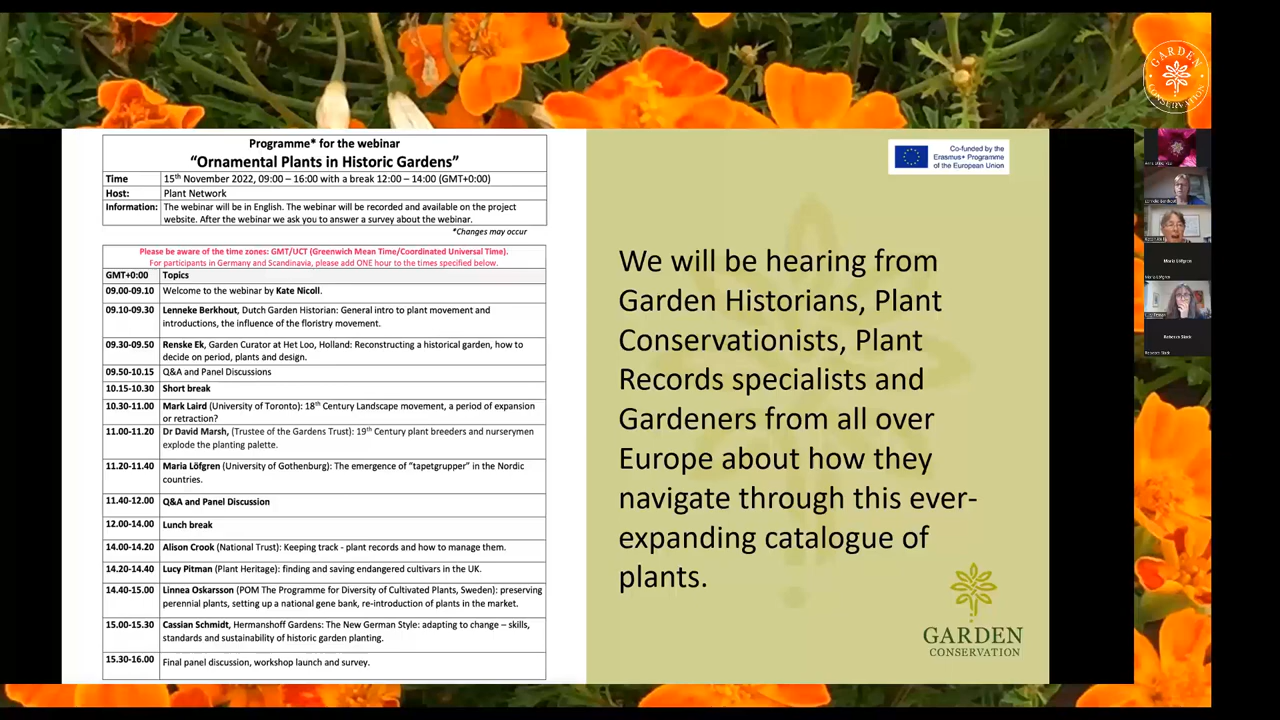 Programme* for the webinar
“Ornamental Plants in Historic Gardens”
Time 15th November 2022, 09:00 – 16:00 with a break 12:00 – 14:00 (GMT+0:00)
Host: Plant Network
Information: The webinar will be in English. The webinar will be recorded and available on the project
website. After the webinar we ask you to answer a survey about the webinar.
*Changes may occur
Please be aware of the time zones: GMT/UCT (Greenwich Mean Time/Coordinated Universal Time).
For participants in Germany and Scandinavia, please add ONE hour to the times specified below.
GMT+0:00 Topics
09.00-09.10 Welcome to the webinar by Kate Nicoll.
09.10-09.30 Lenneke Berkhout, Dutch Garden Historian: General intro to plant movement and
introductions, the influence of the floristry movement.
09.30-09.50 Renske Ek, Garden Curator at Het Loo, Holland: Reconstructing a historical garden, how to
decide on period, plants and design.
09.50-10.15 Q&A and Panel Discussions
10.15-10.30 Short break
10.30-11.00 Mark Laird (University of Toronto): 18th Century Landscape movement, a period of expansion
or retraction?
11.00-11.20 Dr David Marsh, (Trustee of the Gardens Trust): 19th Century plant breeders and nurserymen
explode the planting palette.
11.20-11.40 Maria Löfgren (University of Gothenburg): The emergence of “tapetgrupper” in the Nordic
countries.
11.40-12.00 Q&A and Panel Discussion
12.00-14.00 Lunch break
14.00-14.20 Alison Crook (National Trust): Keeping track - plant records and how to manage them.
14.20-14.40 Lucy Pitman (Plant Heritage): finding and saving endangered cultivars in the UK.
14.40-15.00 Linnea Oskarsson (POM The Programme for Diversity of Cultivated Plants, Sweden): preserving
perennial plants, setting up a national gene bank, re-introduction of plants in the market.
15.00-15.30 Cassian Schmidt, Hermanshoff Gardens: The New German Style: adapting to change – skills,
standards and sustainability of historic garden planting.
15.30-16.00 Final panel discussion, workshop launch and survey.
Co-funded by the
Erasmus+ Programme
of the European Union
We will be hearing from
Garden Historians, Plant
Conservationists, Plant
Records specialists and
Gardeners from all over
Europe about how they
navigate through this ever-
expanding catalogue of
plants.
GARDEN
CONSERVATION
GARDEN
CONSERVATION
Lenneke Berkhout
Maria Löfgren
Maria Löfgren
Rebecca Slack
Rebecca Slack